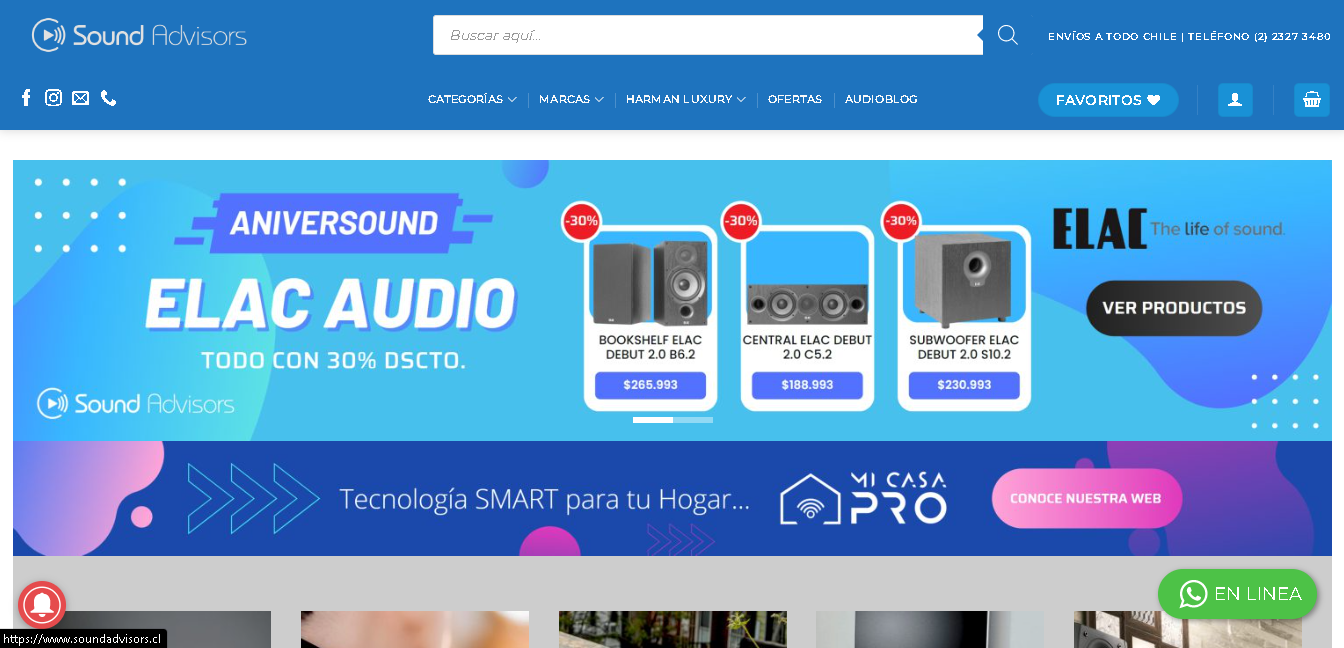 Sound Advisors
Buscar aquí...
ENVÍOS A TODO CHILE | TELÉFONO (2) 2327 3480
CATEGORÍAS
MARCAS
HARMAN LUXURY
OFERTAS
AUDIOBLOG
FAVORITOS
ANIVERSOUND
ELAC AUDIO
TODO CON 30% DSCTO.
Sound Advisors
-30%
BOOKSHELF ELAC
DEBUT 2.0 B6.2
$265.993
-30%
CENTRAL ELAC DEBUT
2.0 C5.2
$188.993
-30%
SUBWOOFER ELAC
DEBUT 2.0 S10.2
$230.993
ELAC The life of sound.
VER PRODUCTOS
Tecnología SMART para tu Hogar...
MI CASA
PRO
CONOCE NUESTRA WEB
EN LINEA
https://www.soundadvisors.cl